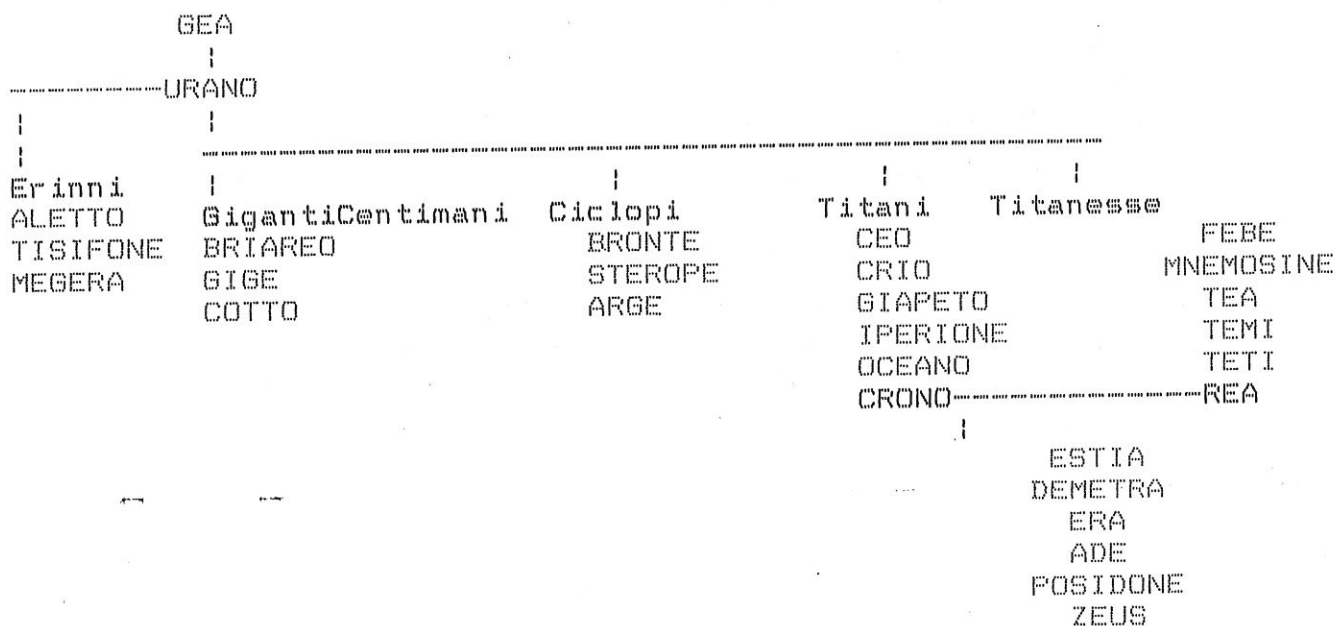 GEA
URANO
Erinni
ALETTO
TISIFONE
MEGERA
GigantiCentimani
BRIAREO
GIGE
COTTO
Ciclopi
BRONTE
STEROPE
ARGE
Titani
CEO
CRIO
GIAPETO
IPERIONE
OCEANO
CRONO
Titanesse
FEBE
MNEMOSINE
TEA
TEMI
TETI
REA
ESTIA
DEMETRA
ERA
ADE
POSIDONE
ZEUS